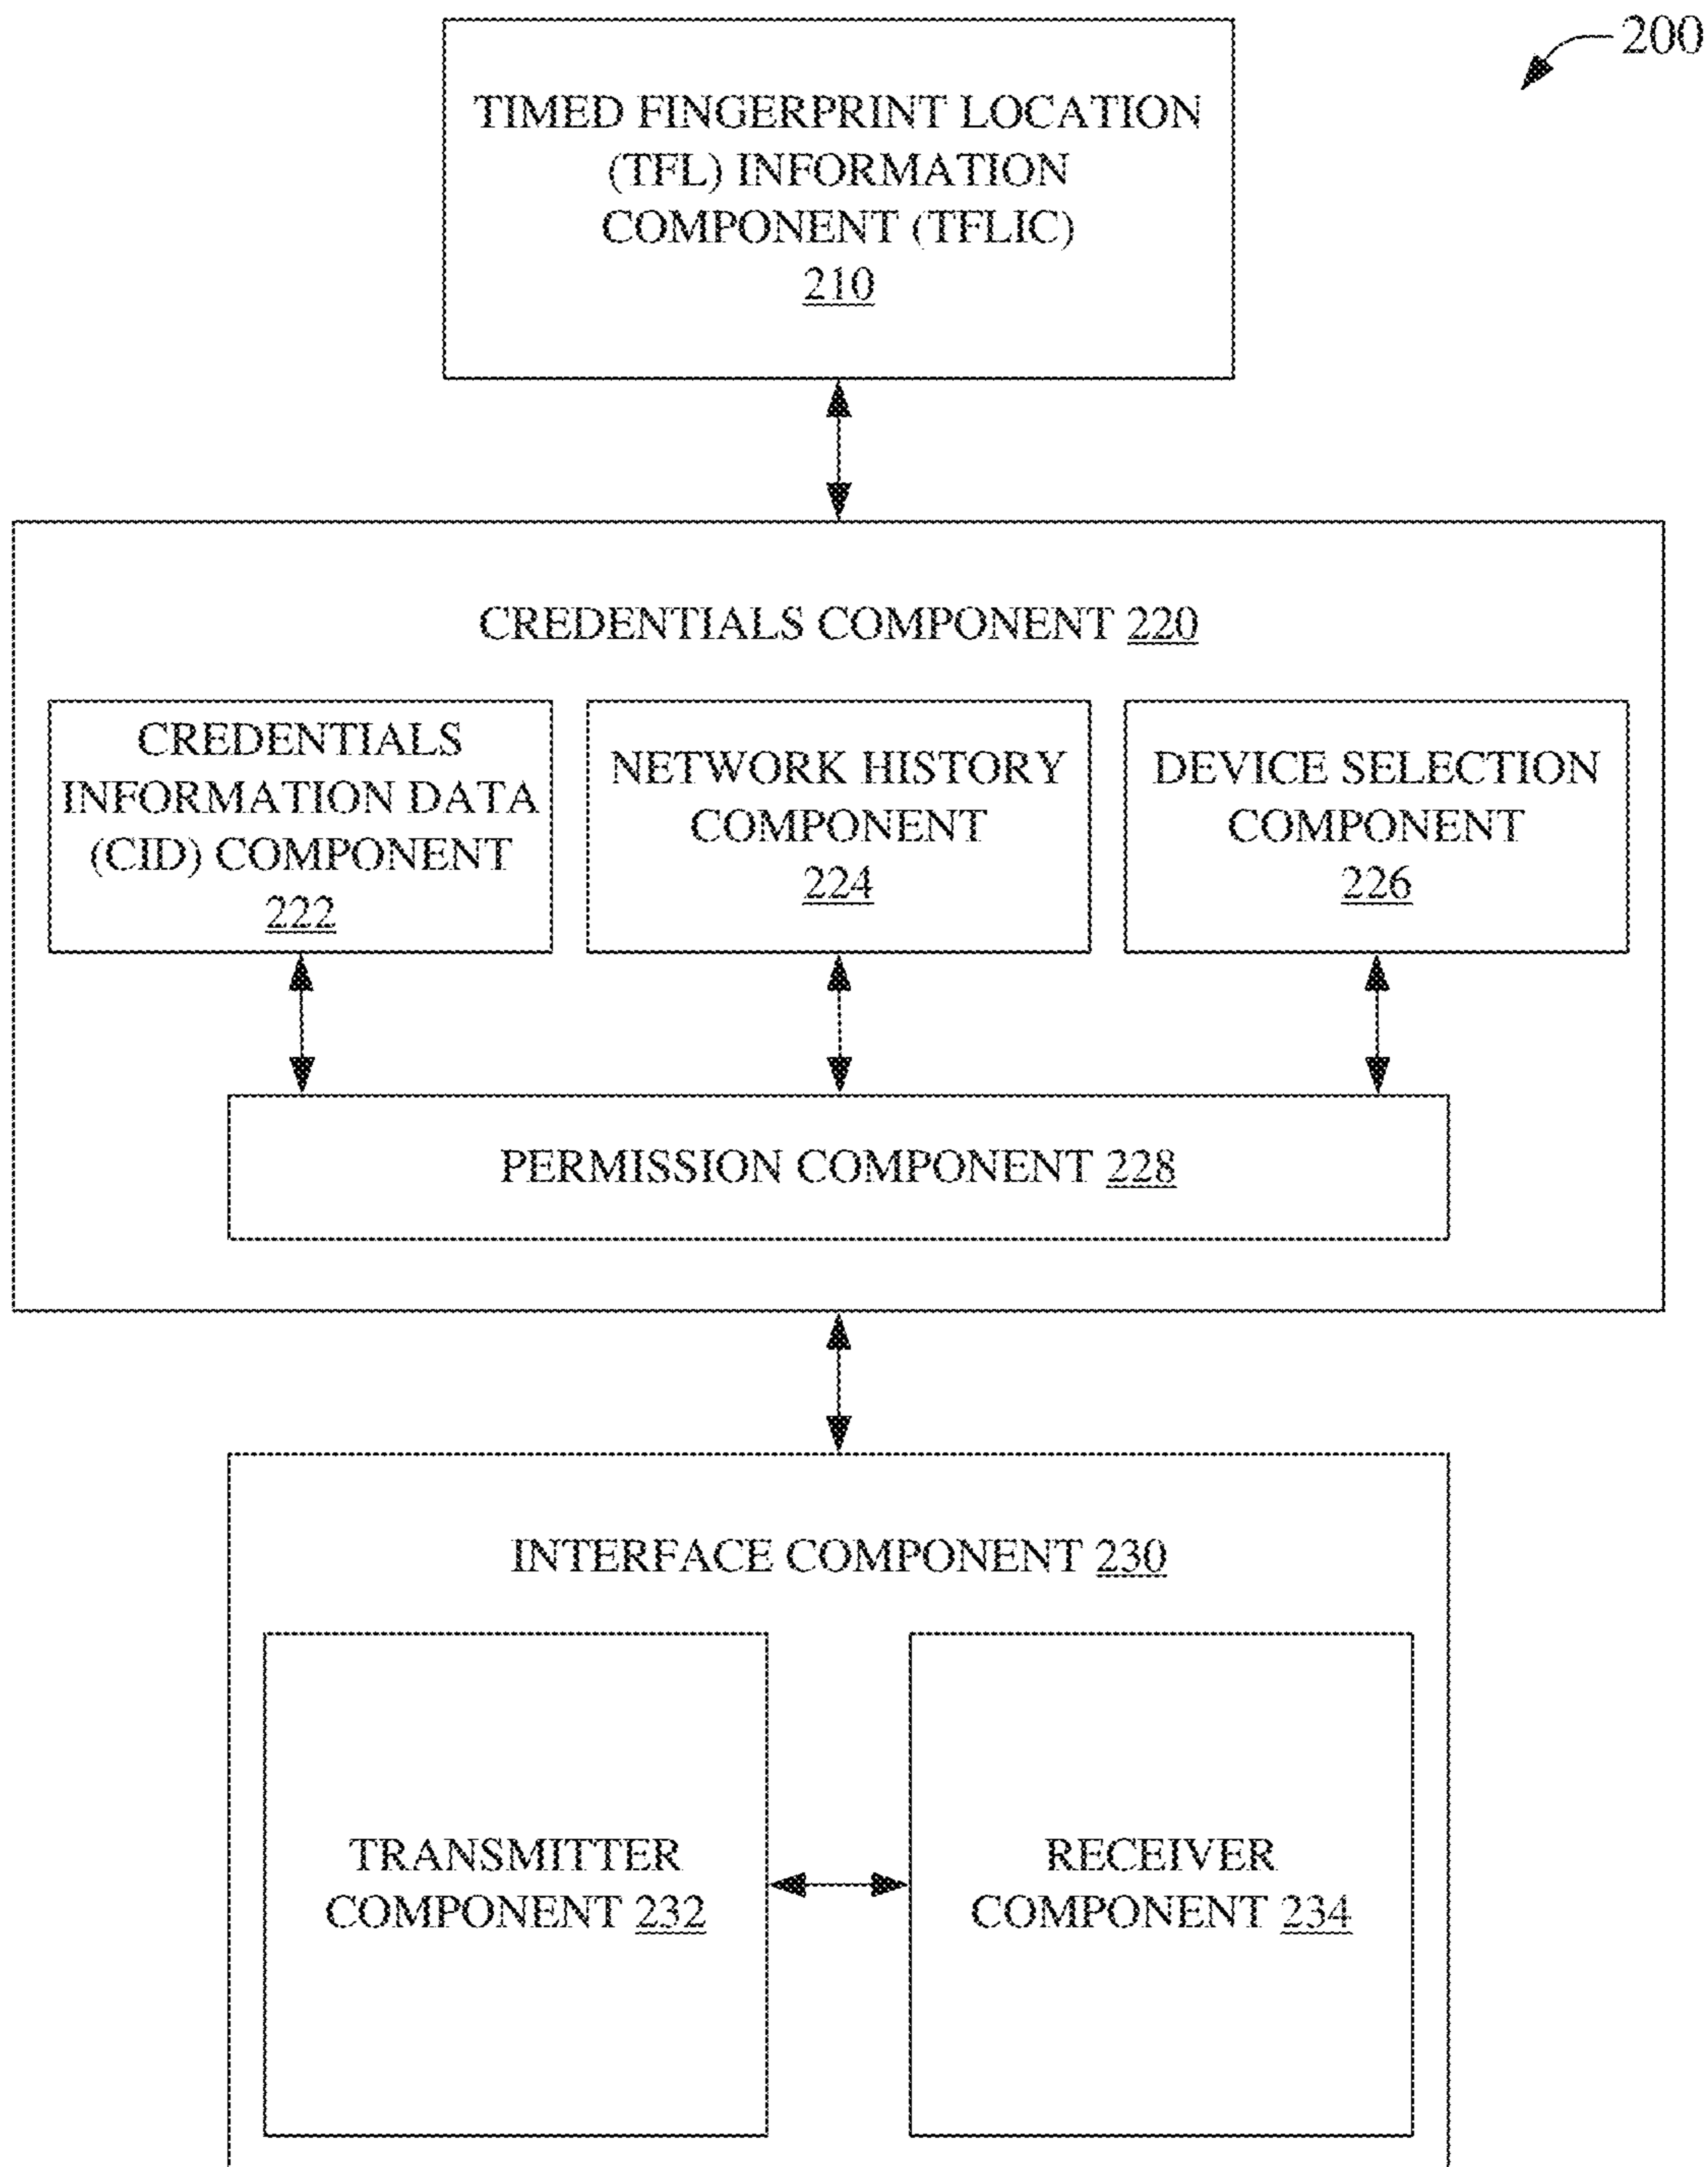 200
TIMED FINGERPRINT LOCATION
(TFL) INFORMATION
COMPONENT (TFLIC)
210
CREDENTIALS COMPONENT 220
CREDENTIALS
INFORMATION DATA
(CID) COMPONENT
222
NETWORK HISTORY
COMPONENT
224
DEVICE SELECTION
COMPONENT
226
PERMISSION COMPONENT 228
INTERFACE COMPONENT 230
TRANSMITTER
COMPONENT 232
RECEIVER
COMPONENT 234